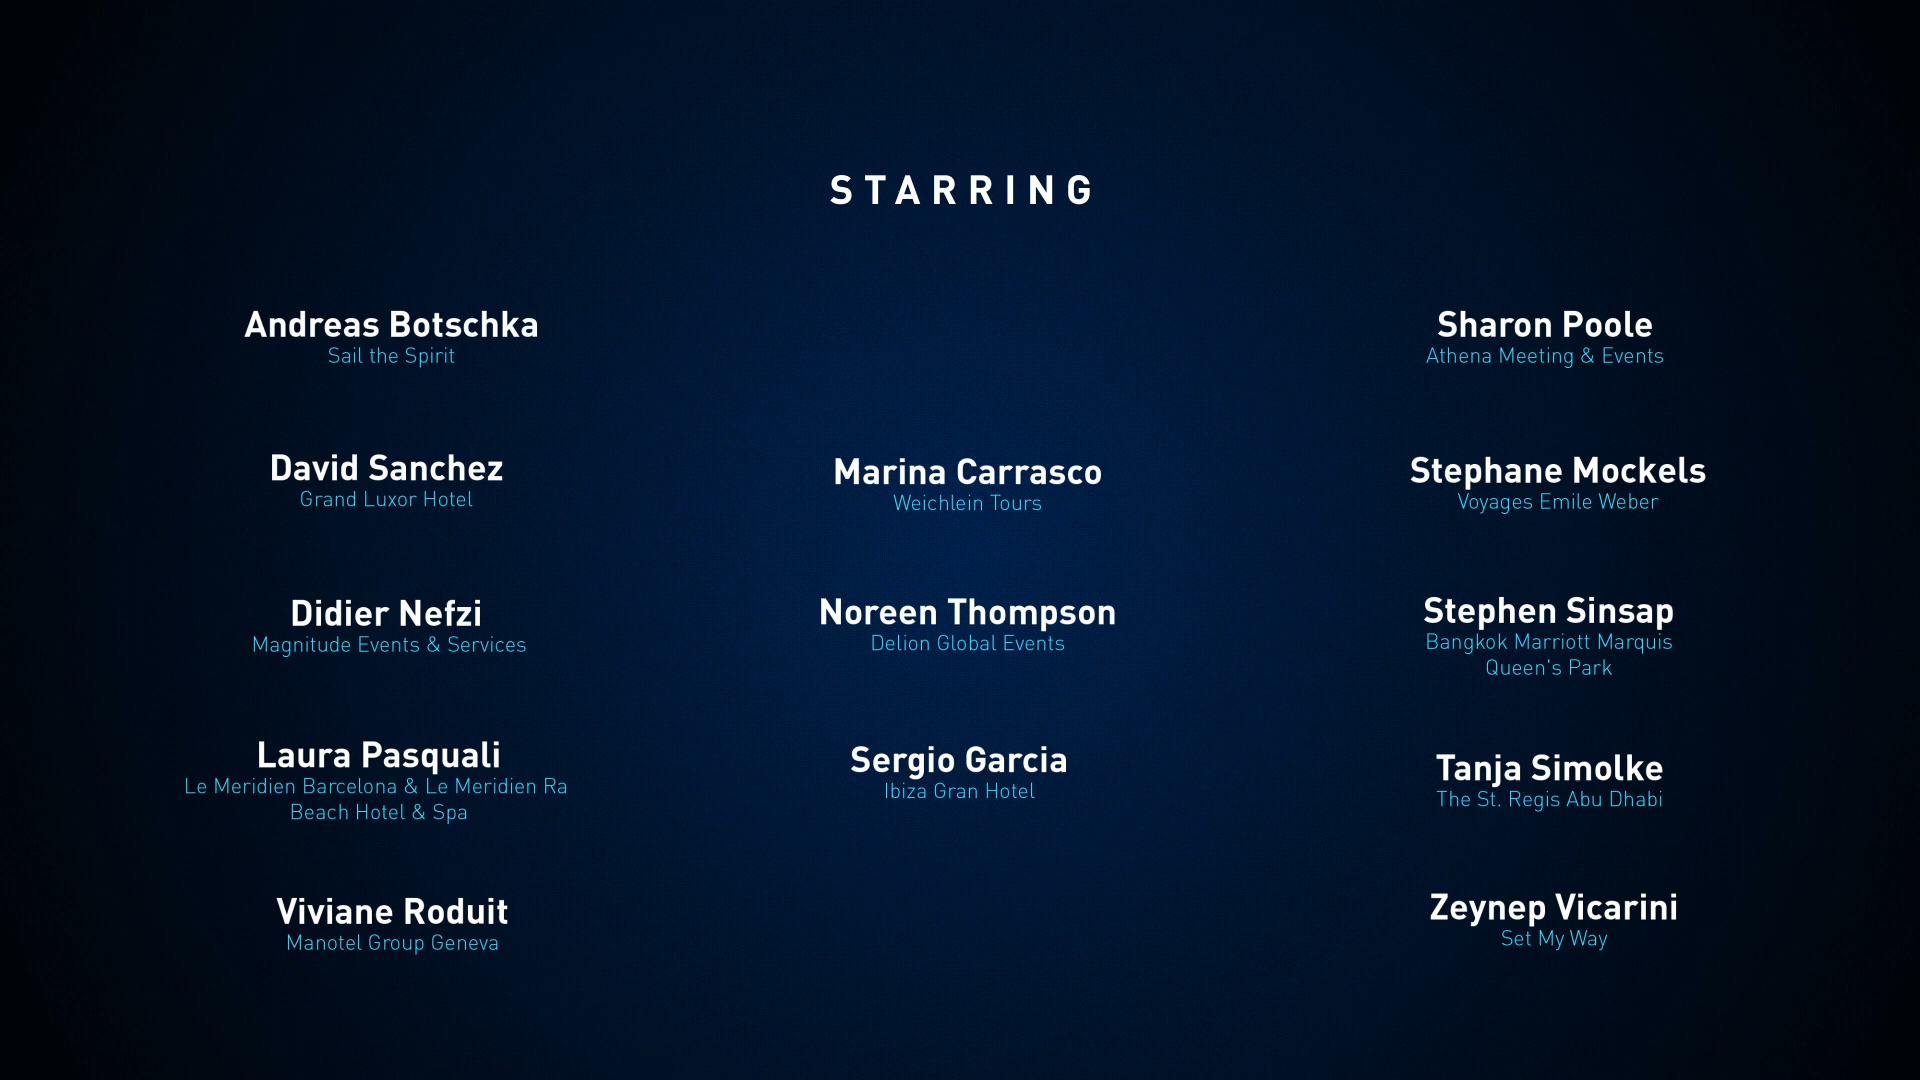 STARRING
Andreas Botschka
Sail the Spirit
David Sanchez
Grand Luxor Hotel
Didier Nefzi
Magnitude Events & Services
Laura Pasquali
Le Meridien Barcelona & Le Meridien Ra
Beach Hotel & Spa
Viviane Roduit
Manotel Group Geneva
Marina Carrasco
Weichlein Tours
Noreen Thompson
Delion Global Events
Sergio Garcia
Ibiza Gran Hotel
Sharon Poole
Athena Meeting & Events
Stephane Mockels
Voyages Emile Weber
Stephen Sinsap
Bangkok Marriott Marquis
Queen's Park
Tanja Simolke
The St. Regis Abu Dhabi
Zeynep Vicarini
Set My Way